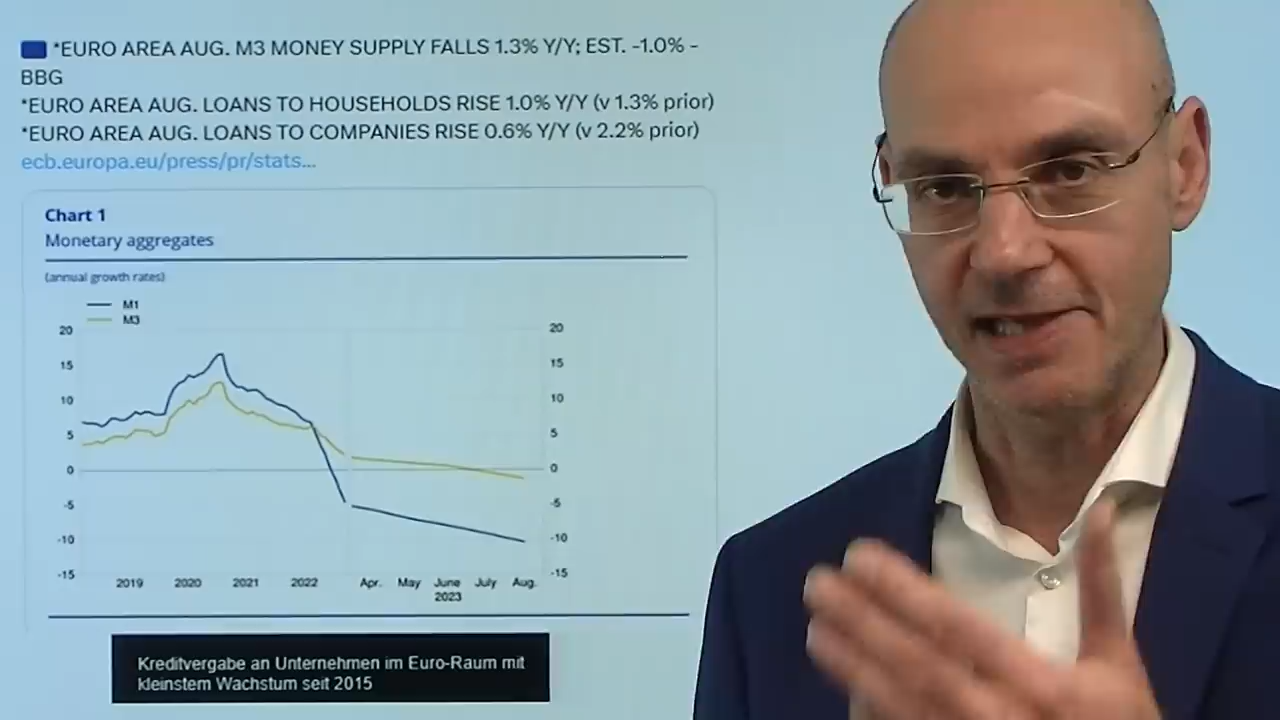 *EURO AREA AUG. M3 MONEY SUPPLY FALLS 1.3% Y/Y; EST. -1.0% -
BBG
*EURO AREA AUG. LOANS TO HOUSEHOLDS RISE 1.0% Y/Y (v 1.3% prior)
*EURO AREA AUG. LOANS TO COMPANIES RISE 0.6% Y/Y (v 2.2% prior)
ecb.europa.eu/press/pr/stats...
Chart 1
Monetary aggregates
(annual growth rates)
M1
M3
20 20
15 15
10 10
5 5
0 0
-5 -5
-10 -10
-15 -15
2019 2020 2021 2022 Apr. May June July Aug.
2023
Kreditvergabe an Unternehmen im Euro-Raum mit
kleinstem Wachstum seit 2015